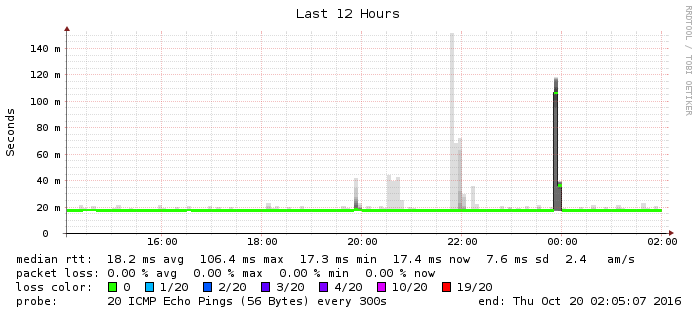 Last 12 Hours
RRDTOOL / TOBI OETIKER
Seconds
140 m
120 m
100 m
80 m
60 m
40 m
20 m
0
16:00 18:00 20:00 22:00 00:00 02:00
median rtt: 18.2 ms avg 106.4 ms max 17.3 ms min 17.4 ms now 7.6 ms sd 2.4 am/s
packet loss: 0.00 % avg 0.00 % max 0.00 % min 0.00 % now
loss color: 0 1/20 2/20 3/20 4/20 10/20 19/20
probe: 20 ICMP Echo Pings (56 Bytes) every 300s end: Thu Oct 20 02:05:07 2016